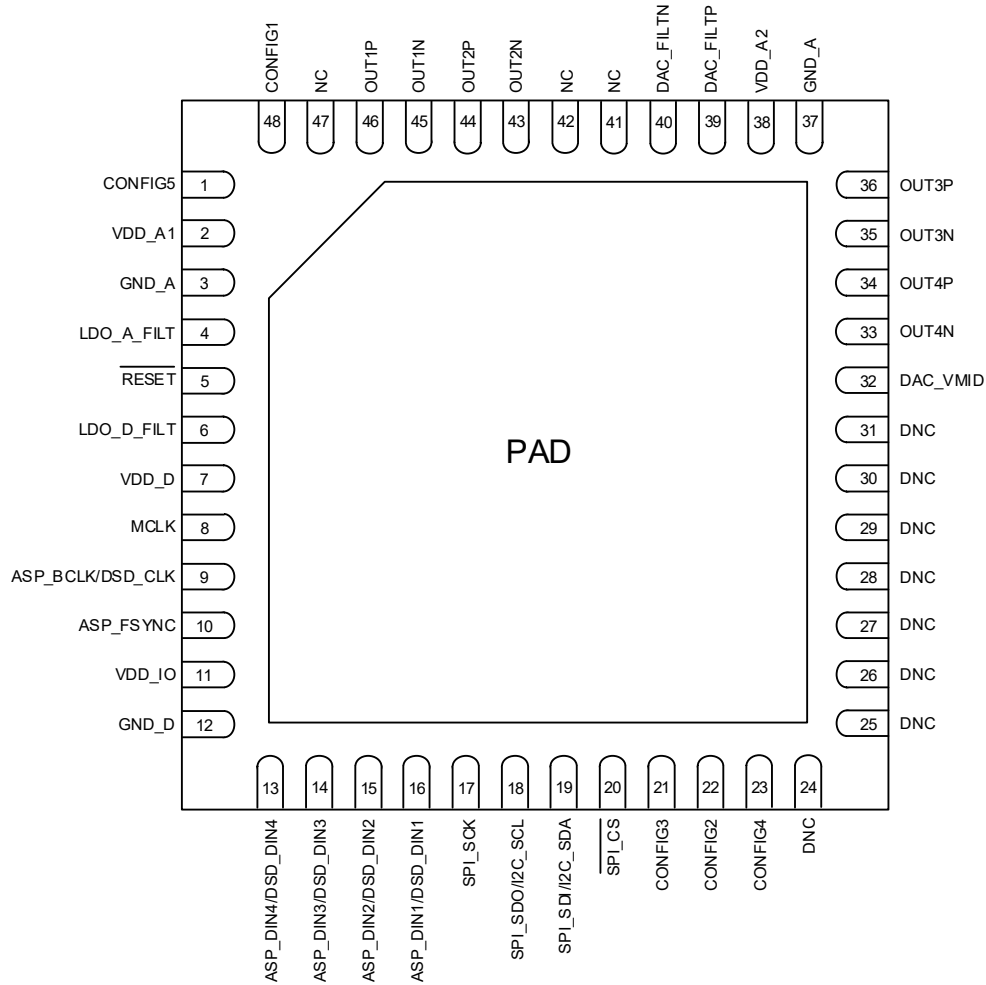 CONFIG1
NC
OUT1P
OUT1N
OUT2P
OUT2N
NC
NC
DAC_FILTN
DAC_FILTP
VDD_A2
GND_A
48
47
46
45
44
43
42
41
40
39
38
37
CONFIG5 1
VDD_A1 2
GND_A 3
LDO_A_FILT 4
RESET 5
LDO_D_FILT 6
VDD_D 7
MCLK 8
ASP_BCLK/DSD_CLK 9
ASP_FSYNC 10
VDD_IO 11
GND_D 12
PAD
36 OUT3P
35 OUT3N
34 OUT4P
33 OUT4N
32 DAC_VMID
31 DNC
30 DNC
29 DNC
28 DNC
27 DNC
26 DNC
25 DNC
13
14
15
16
17
18
19
20
21
22
23
24
ASP_DIN4/DSD_DIN4
ASP_DIN3/DSD_DIN3
ASP_DIN2/DSD_DIN2
ASP_DIN1/DSD_DIN1
SPI_SCK
SPI_SDO/I2C_SCL
SPI_SDI/I2C_SDA
SPI_CS
CONFIG3
CONFIG2
CONFIG4
DNC